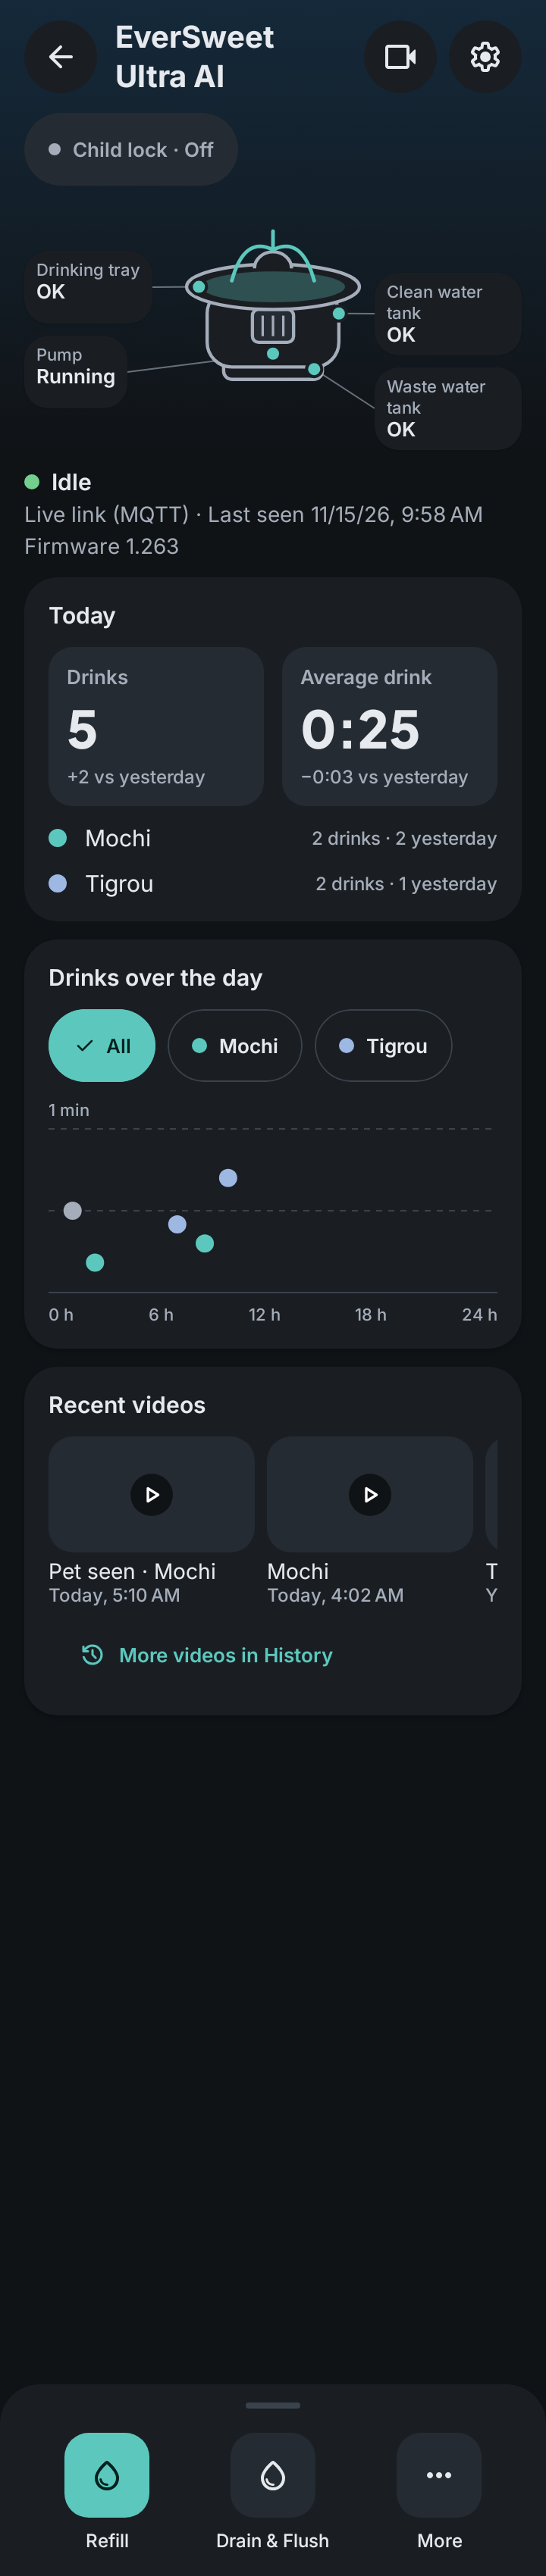 EverSweet
Ultra AI
Child lock · Off
Drinking tray
OK
Clean water
tank
OK
Pump
Running
Waste water
tank
OK
Idle
Live link (MQTT) · Last seen 11/15/26, 9:58 AM
Firmware 1.263
Today
Drinks
5
+2 vs yesterday
Average drink
0:25
−0:03 vs yesterday
Mochi
2 drinks · 2 yesterday
Tigrou
2 drinks · 1 yesterday
Drinks over the day
All
Mochi
Tigrou
1 min
0 h
6 h
12 h
18 h
24 h
Recent videos
Pet seen · Mochi
Today, 5:10 AM
Mochi
Today, 4:02 AM
T
Y
More videos in History
Refill
Drain & Flush
More